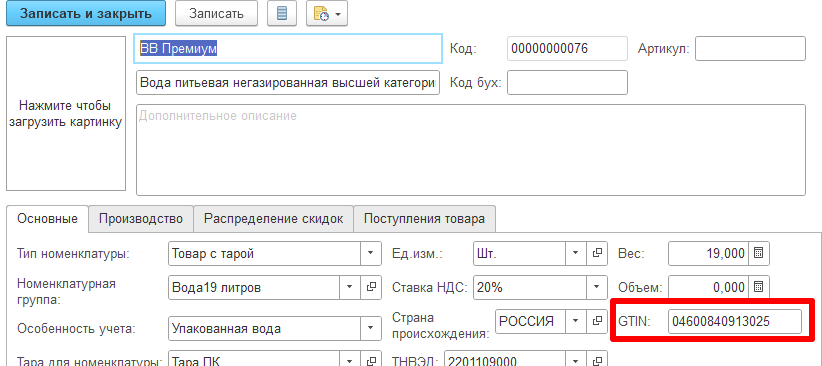 Записать и закрыть Записать
ВВ Премиум Код: 00000000076 Артикул:
Вода питьевая негазированная высшей категори Код бух:
Нажмите чтобы
загрузить картинку
Дополнительное описание
Основные Производство Распределение скидок Поступления товара
Тип номенклатуры: Товар с тарой Ед.изм.: Шт. Вес: 19,000
Номенклатурная
группа: Вода19 литров Ставка НДС: 20% Объем: 0,000
Особенность учета: Упакованная вода Страна
происхождения: РОССИЯ GTIN: 04600840913025
Тара для номенклатуры: Тара ПК ТНВЭД: 2201109000